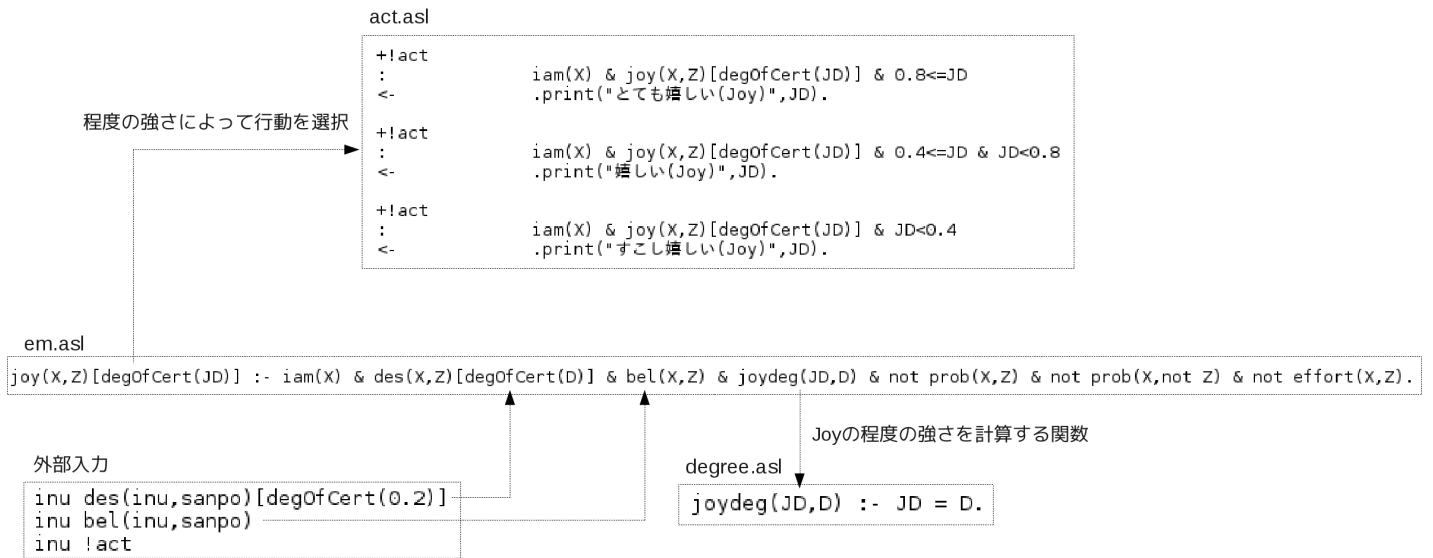 act.asl
+!act
: iam(X) & joy(X,Z)[degOfCert(JD)] & 0.8<=JD
<- .print("とても嬉しい(Joy)",JD).
+!act
: iam(X) & joy(X,Z)[degOfCert(JD)] & 0.4<=JD & JD<0.8
<- .print("嬉しい(Joy)",JD).
+!act
: iam(X) & joy(X,Z)[degOfCert(JD)] & JD<0.4
<- .print("すこし嬉しい(Joy)",JD).
程度の強さによって行動を選択
em.asl
joy(X,Z)[degOfCert(JD)] :- iam(X) & des(X,Z)[degOfCert(D)] & bel(X,Z) & joydeg(JD,D) & not prob(X,Z) & not prob(X,not Z) & not effort(X,Z).
Joyの程度の強さを計算する関数
外部入力
inu des(inu,sanpo)[degOfCert(0.2)]
inu bel(inu,sanpo)
inu !act
degree.asl
joydeg(JD,D) :- JD = D.